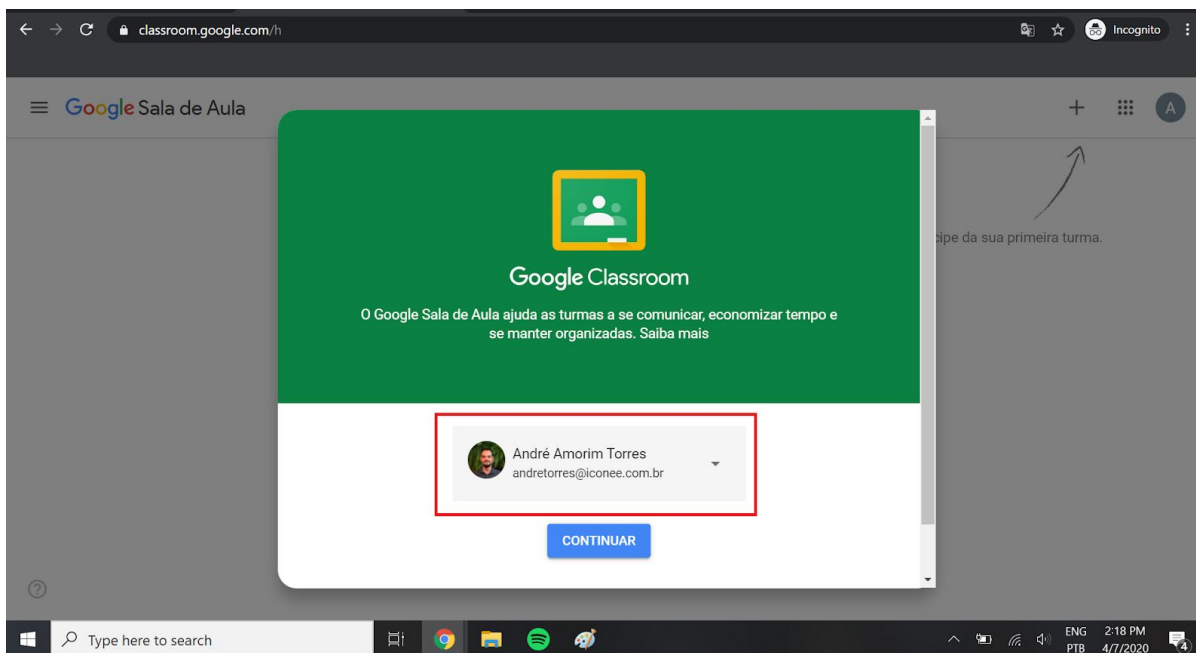 classroom.google.com/h
Incognito
Google Sala de Aula
A
Google Classroom
cipe da sua primeira turma.
O Google Sala de Aula ajuda as turmas a se comunicar, economizar tempo e
se manter organizadas. Saiba mais
André Amorim Torres
andretorres@iconee.com.br
CONTINUAR
Type here to search
ENG
PTB
2:18 PM
4/7/2020
4